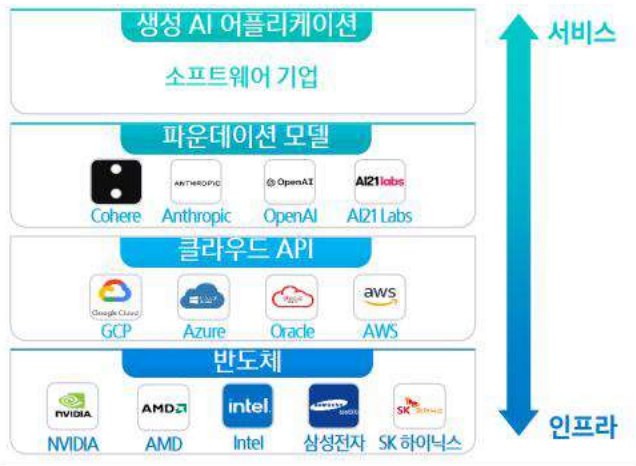 생성 AI 어플리케이션
서비스
소프트웨어 기업
파운데이션 모델
ANTHROPIC
OpenAI
AI21labs
Cohere
Anthropic
OpenAI
AI21 Labs
클라우드 API
Google Cloud
aws
GCP
Azure
Oracle
AWS
반도체
NVIDIA
AMD
intel
SK
NVIDIA
AMD
Intel
삼성전자
SK 하이닉스
인프라